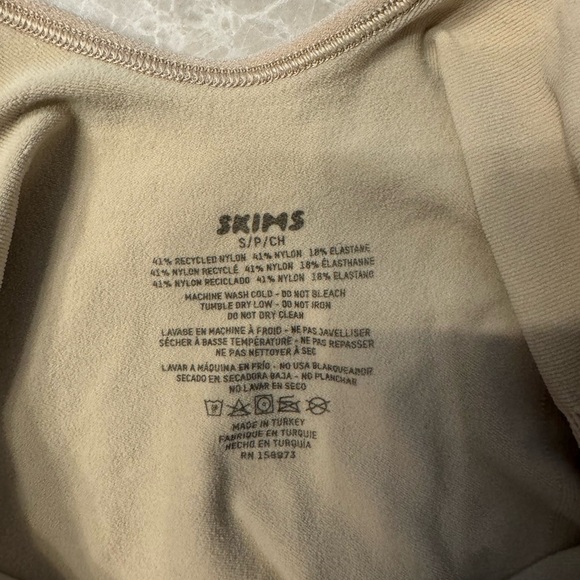 SKIMS
S/P/CH
41% RECYCLED NYLON 41% NYLON 18% ELASTANE
41% NYLON RECYCLÉ 41% NYLON 18% ÉLASTHANNE
41% NYLON RECICLADO 41% NYLON 18% ELASTANO
MACHINE WASH COLD - DO NOT BLEACH
TUMBLE DRY LOW - DO NOT IRON
DO NOT DRY CLEAN
LAVABE EN MACHINE À FROID - NE PAS JAVELLISER
SÉCHER À BASSE TEMPÉRATURE - NE PAS REPASSER
NE PAS NETTOYER À SEC
LAVAR A MÁQUINA EN FRÍO - NO USA BLANQUEADOR
SECADO EN SECADORA BAJA - NO PLANCHAR
NO LAVAR EN SECO
MADE IN TURKEY
FABRIQUÉ EN TURQUIE
HECHO EN TURQUÍA
RN 158973